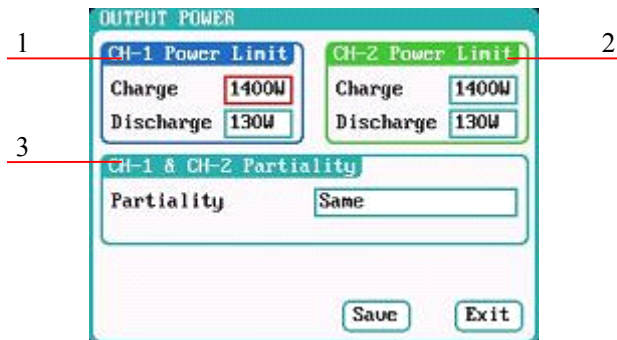 OUTPUT POWER
1
CH-1 Power Limit
CH-2 Power Limit
2
Charge 1400W
Charge 1400W
Discharge 130W
Discharge 130W
3
CH-1 & CH-2 Partiality
Partiality Same
Save Exit